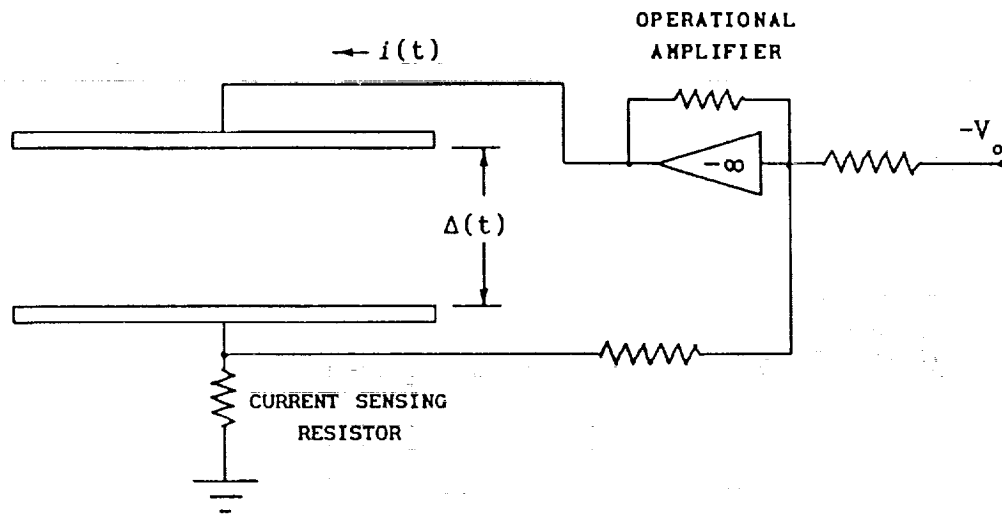 OPERATIONAL
AMPLIFIER
i(t)
-V
o
-∞
Δ(t)
CURRENT SENSING
RESISTOR